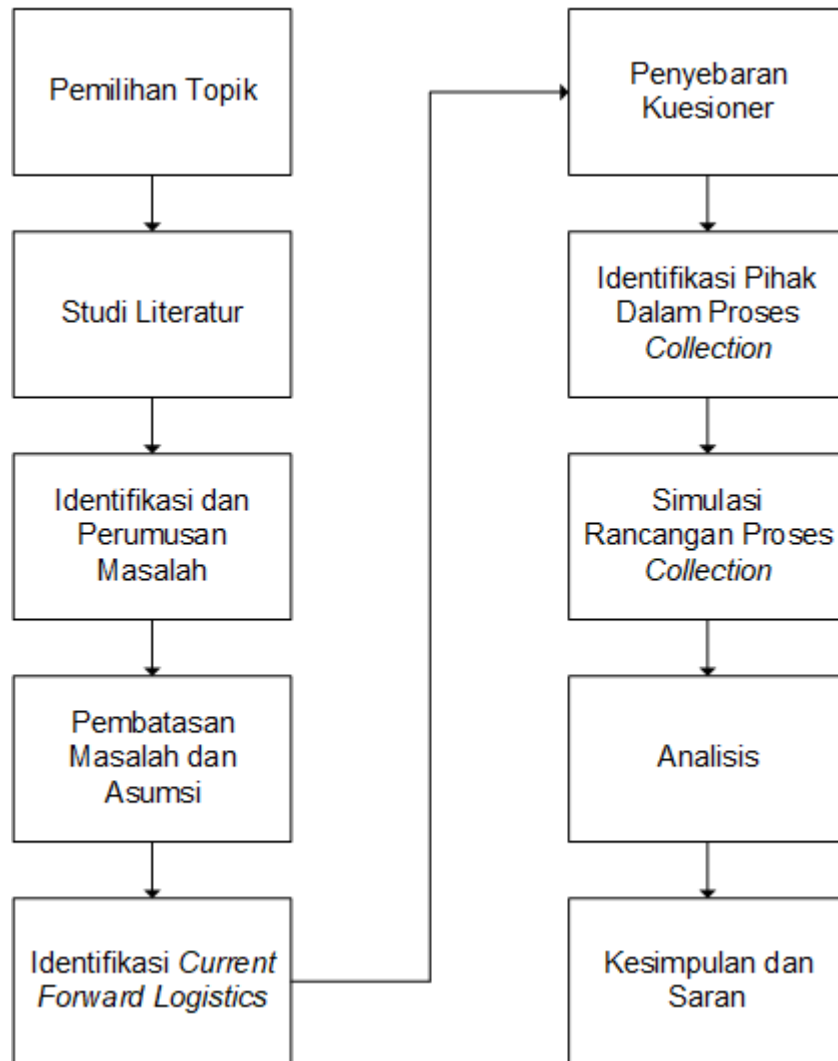 Pemilihan Topik
Studi Literatur
Identifikasi dan
Perumusan
Masalah
Pembatasan
Masalah dan
Asumsi
Identifikasi Current
Forward Logistics
Penyebaran
Kuesioner
Identifikasi Pihak
Dalam Proses
Collection
Simulasi
Rancangan Proses
Collection
Analisis
Kesimpulan dan
Saran